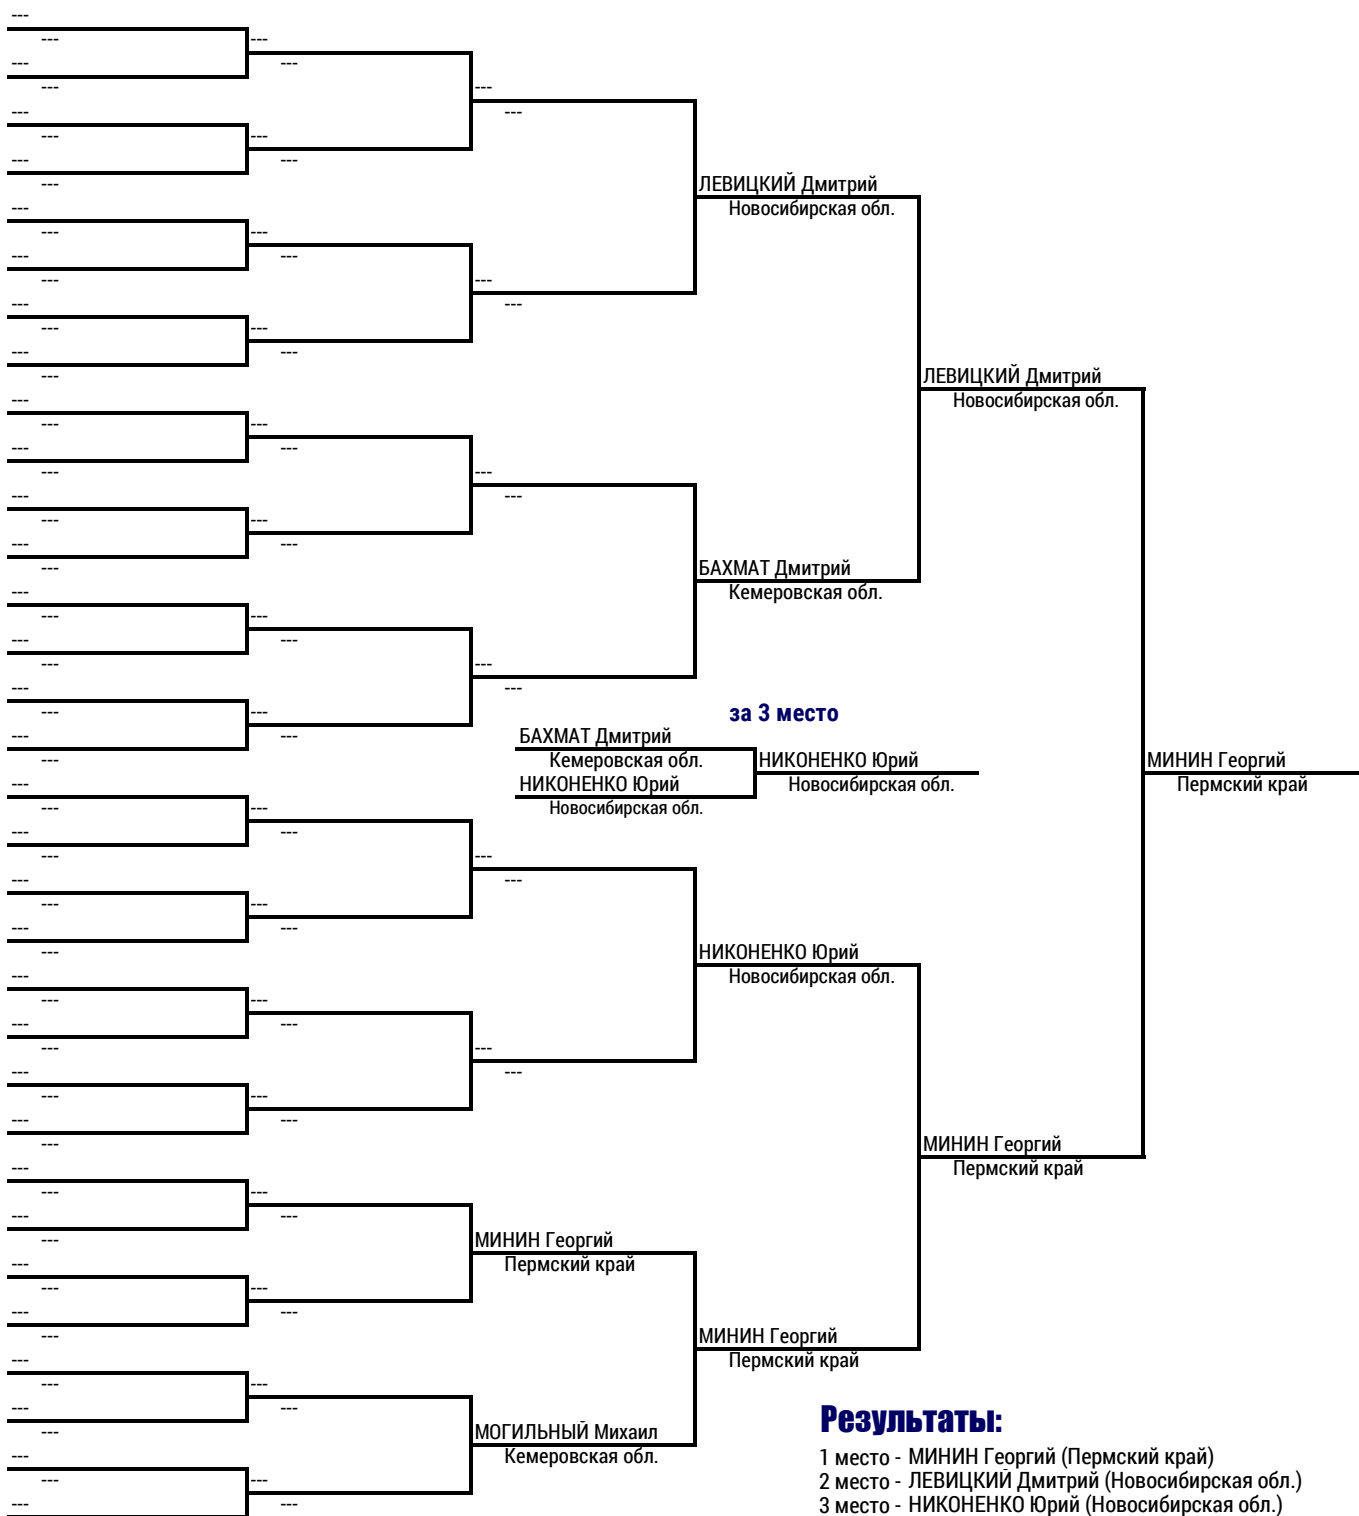 ---
--- ---
--- ---
--- ---
--- ---
--- ---
--- ---
--- ЛЕВИЦКИЙ Дмитрий
--- Новосибирская обл.
--- ---
--- ---
--- ---
--- ---
--- ---
--- ---
--- ЛЕВИЦКИЙ Дмитрий
--- Новосибирская обл.
--- ---
--- ---
--- ---
--- ---
--- ---
--- ---
--- БАХМАТ Дмитрий
--- Кемеровская обл.
--- ---
--- ---
--- ---
--- ---
--- --- за 3 место
--- --- БАХМАТ Дмитрий
--- Кемеровская обл. НИКОНЕНКО Юрий МИНИН Георгий
--- НИКОНЕНКО Юрий Новосибирская обл. Пермский край
--- --- Новосибирская обл.
--- ---
--- ---
--- ---
--- ---
--- ---
--- НИКОНЕНКО Юрий
--- Новосибирская обл.
--- ---
--- ---
--- ---
--- ---
--- ---
--- ---
--- МИНИН Георгий
--- Пермский край
--- ---
--- ---
--- МИНИН Георгий
--- Пермский край
--- ---
--- ---
--- МИНИН Георгий
--- Пермский край
--- ---
--- ---
--- МОГИЛЬНЫЙ Михаил
--- Кемеровская обл.
--- ---
--- ---
Результаты:
1 место - МИНИН Георгий (Пермский край)
2 место - ЛЕВИЦКИЙ Дмитрий (Новосибирская обл.)
3 место - НИКОНЕНКО Юрий (Новосибирская обл.)